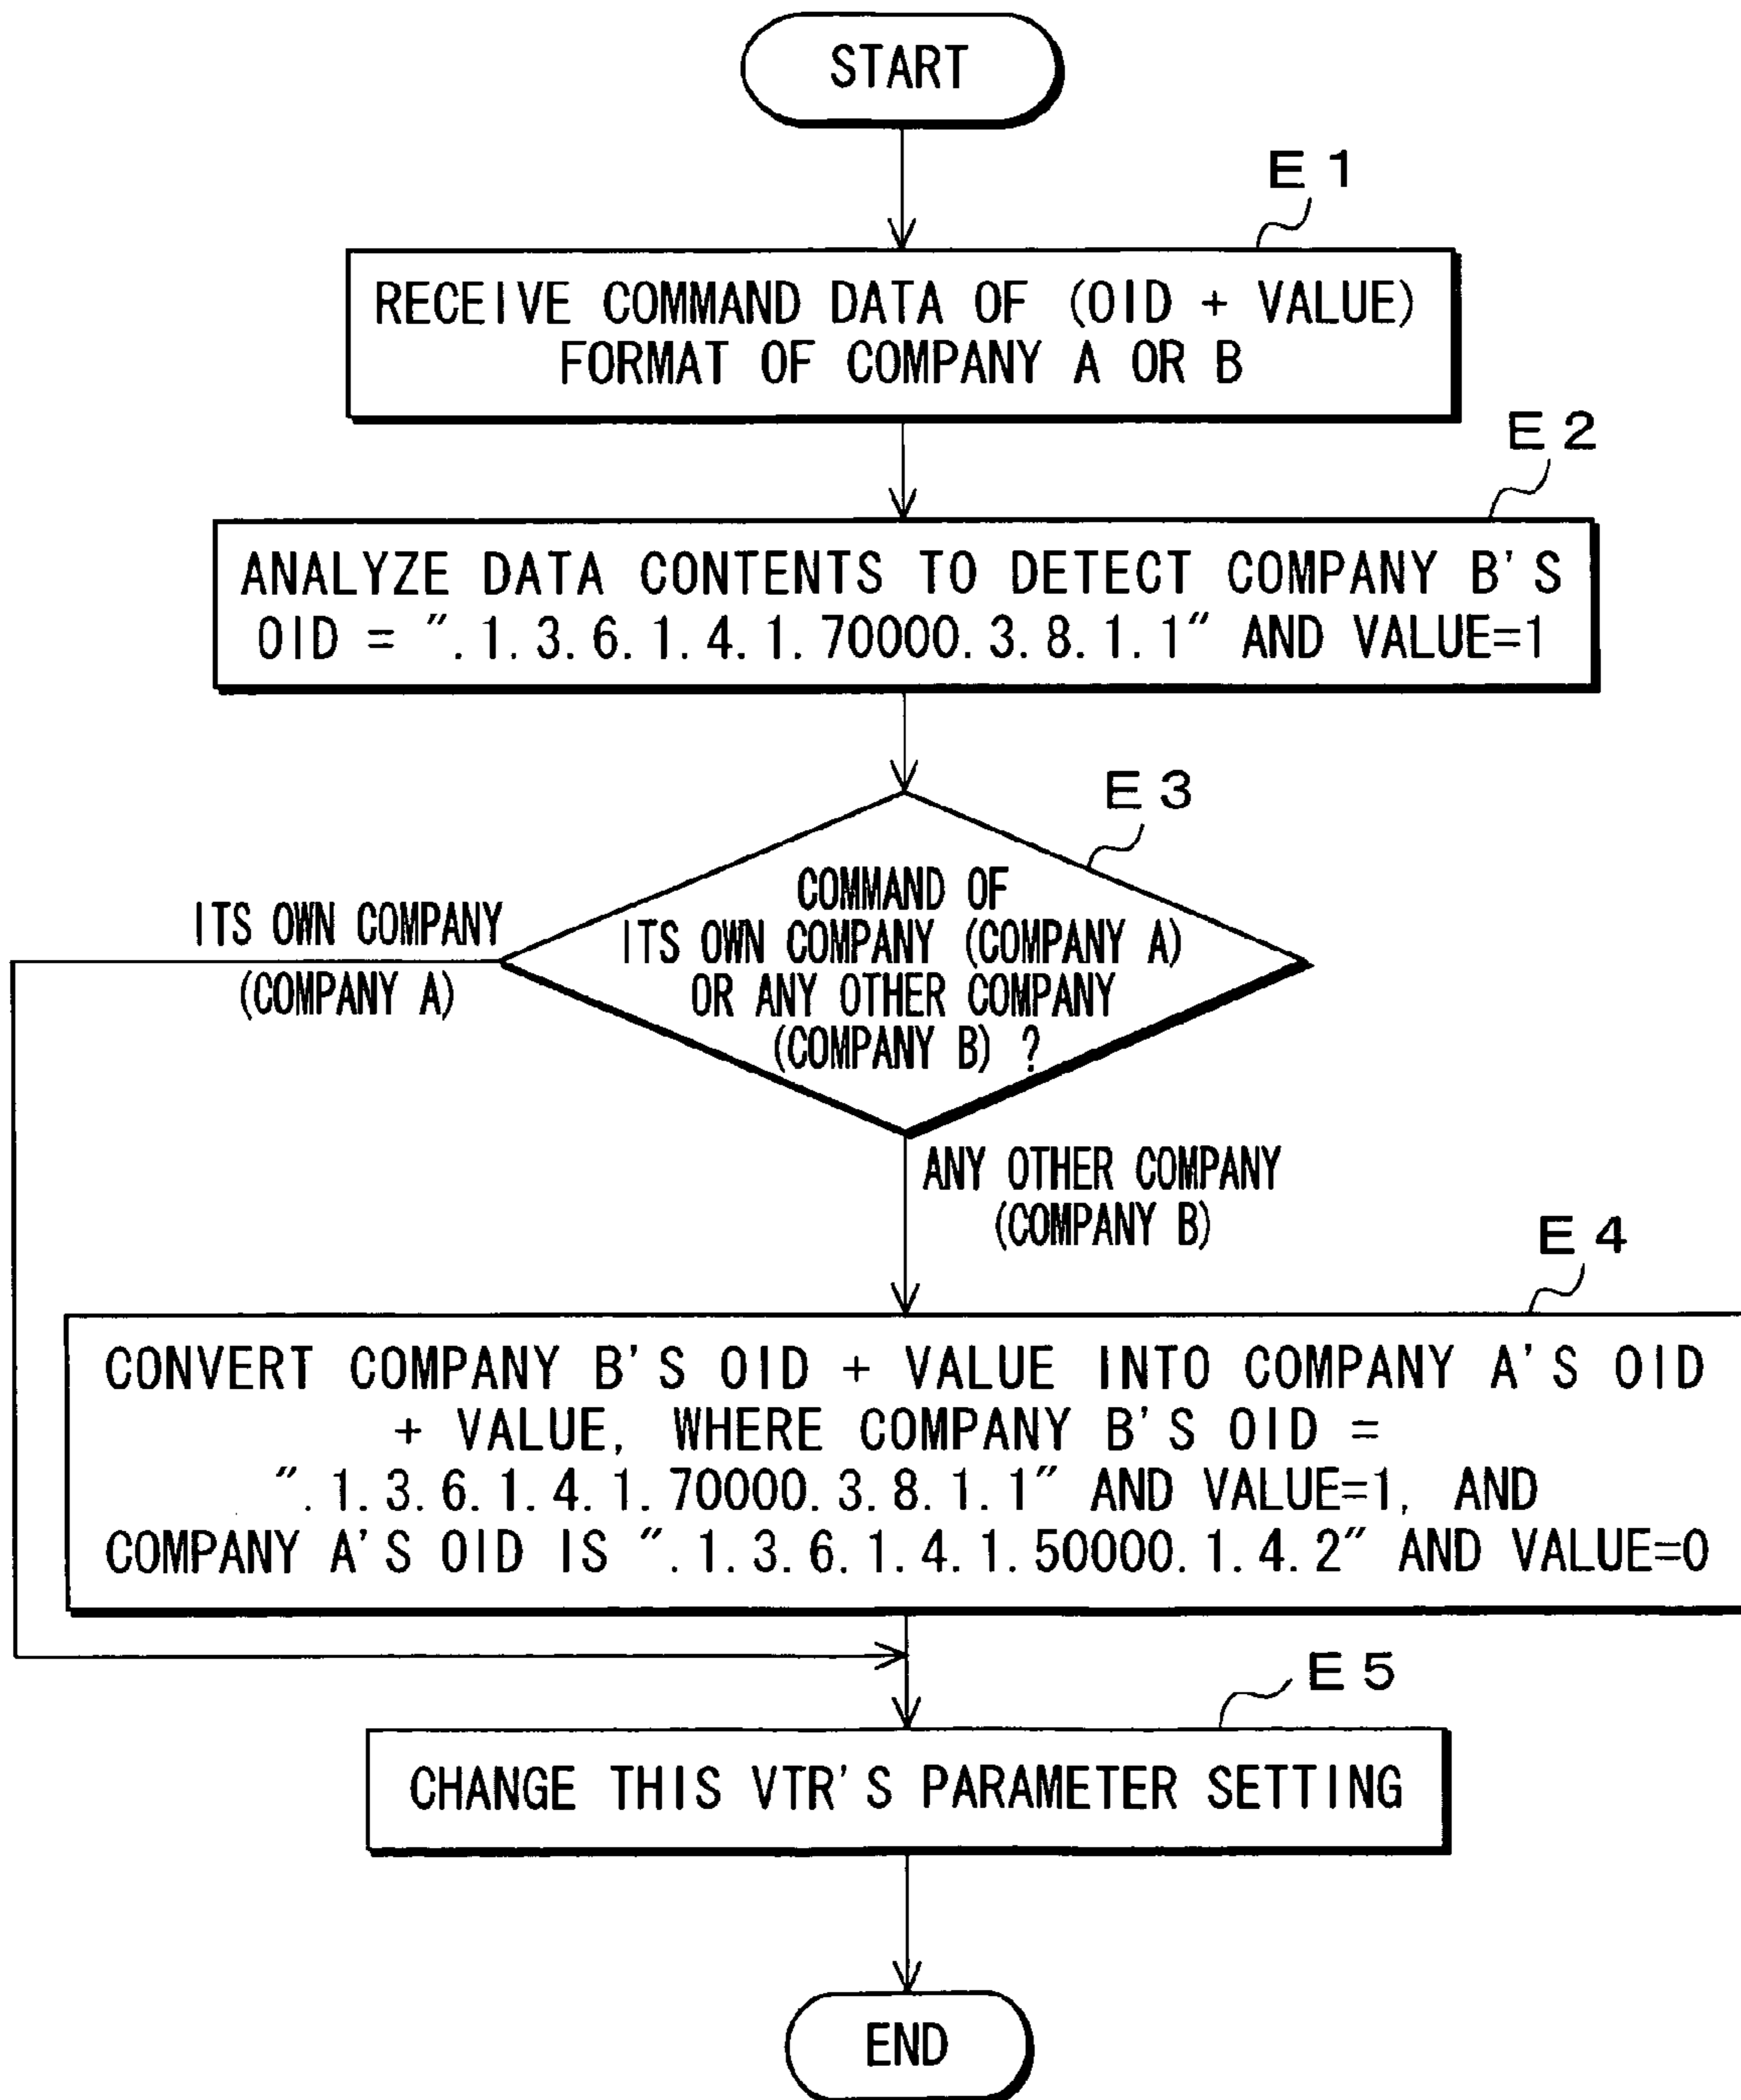 START
E1
RECEIVE COMMAND DATA OF (OID + VALUE)
FORMAT OF COMPANY A OR B
E2
ANALYZE DATA CONTENTS TO DETECT COMPANY B'S
OID = ".1.3.6.1.4.1.70000.3.8.1.1" AND VALUE=1
E3
COMMAND OF
ITS OWN COMPANY (COMPANY A)
OR ANY OTHER COMPANY
(COMPANY B) ?
ITS OWN COMPANY
(COMPANY A)
ANY OTHER COMPANY
(COMPANY B)
E4
CONVERT COMPANY B'S OID + VALUE INTO COMPANY A'S OID
+ VALUE, WHERE COMPANY B'S OID =
".1.3.6.1.4.1.70000.3.8.1.1" AND VALUE=1, AND
COMPANY A'S OID IS ".1.3.6.1.4.1.50000.1.4.2" AND VALUE=0
E5
CHANGE THIS VTR'S PARAMETER SETTING
END